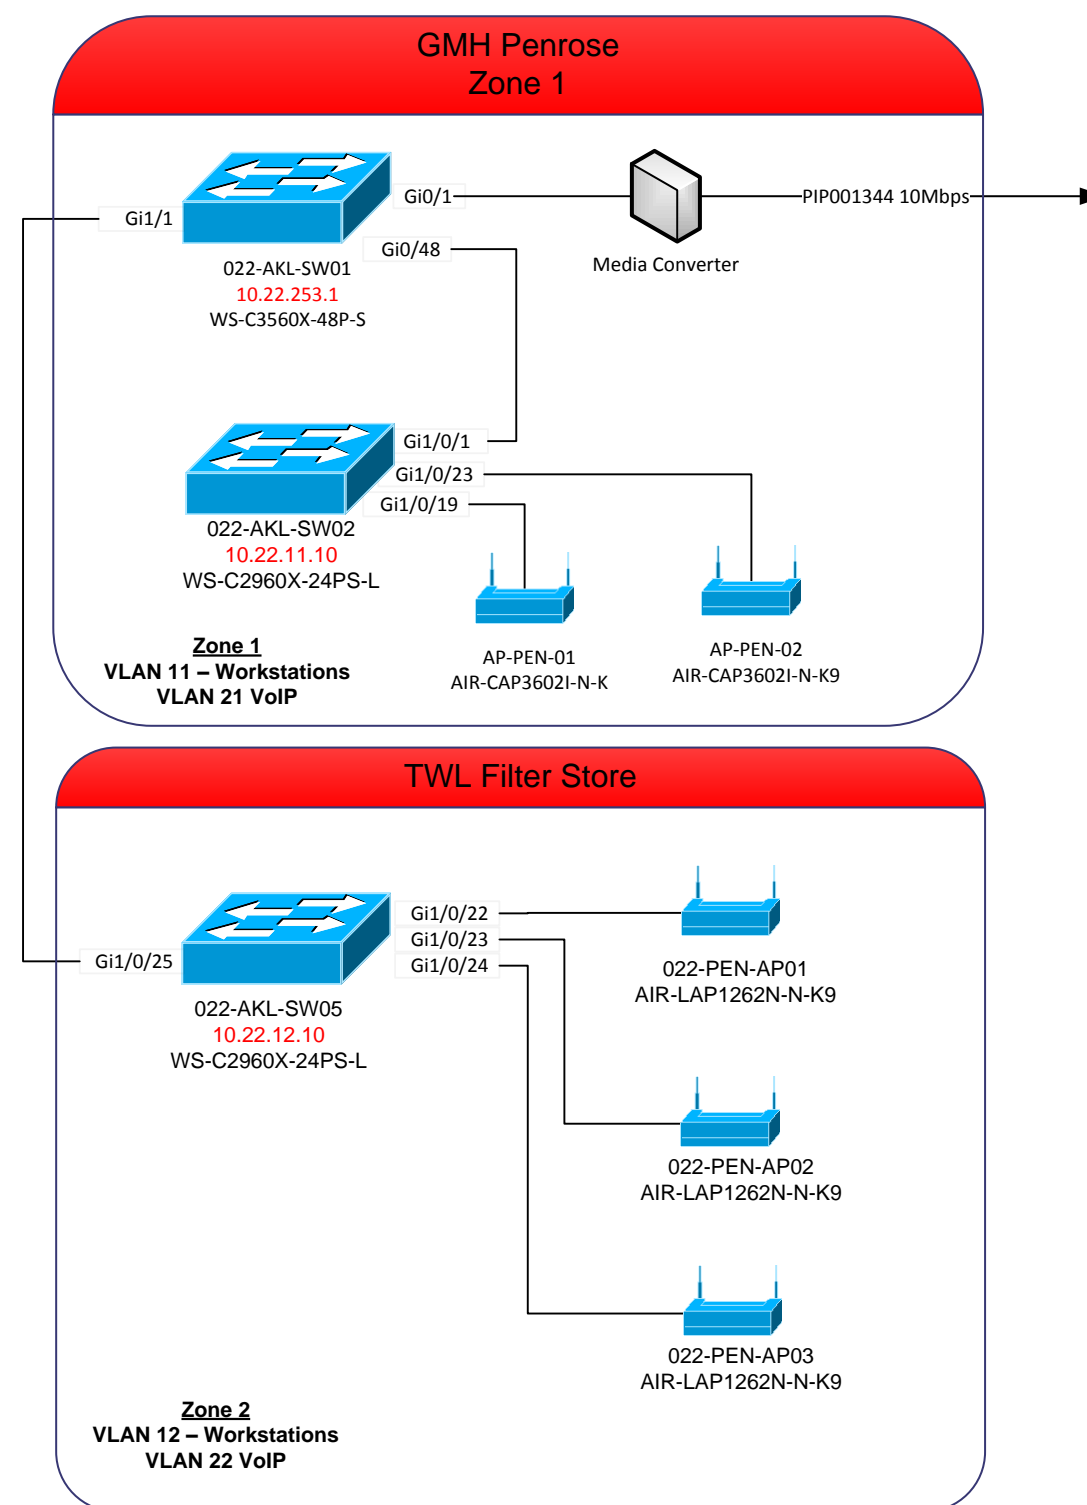 GMH Penrose
Zone 1
Gi0/1
Gi1/1
PIP001344 10Mbps
Gi0/48
Media Converter
022-AKL-SW01
10.22.253.1
WS-C3560X-48P-S
Gi1/0/1
Gi1/0/23
Gi1/0/19
022-AKL-SW02
10.22.11.10
WS-C2960X-24PS-L
AP-PEN-01
AIR-CAP3602I-N-K
AP-PEN-02
AIR-CAP3602I-N-K9
Zone 1
VLAN 11 – Workstations
VLAN 21 VoIP
TWL Filter Store
Gi1/0/22
Gi1/0/23
Gi1/0/24
Gi1/0/25
022-AKL-SW05
10.22.12.10
WS-C2960X-24PS-L
022-PEN-AP01
AIR-LAP1262N-N-K9
022-PEN-AP02
AIR-LAP1262N-N-K9
022-PEN-AP03
AIR-LAP1262N-N-K9
Zone 2
VLAN 12 – Workstations
VLAN 22 VoIP